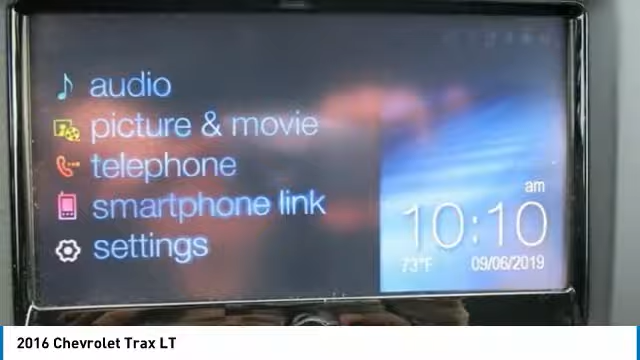 audio
picture & movie
telephone
smartphone link
settings
am
10:10
73°F 09/06/2019
2016 Chevrolet Trax LT